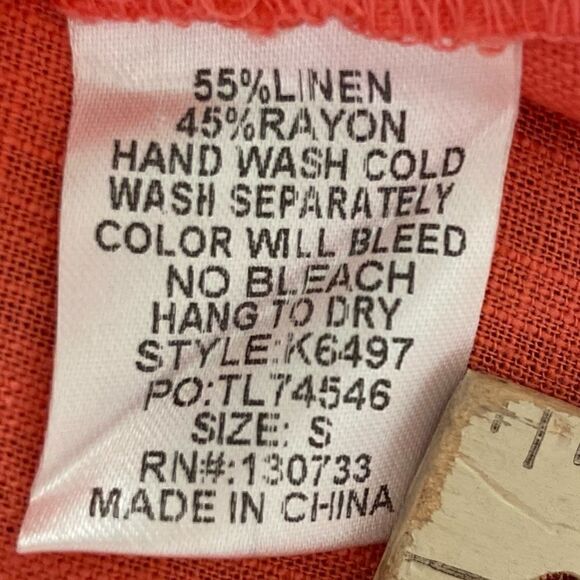 55%LINEN
45%RAYON
HAND WASH COLD
WASH SEPARATELY
COLOR WILL BLEED
NO BLEACH
HANG TO DRY
STYLE:K6497
PO:TL74546
SIZE: S
RN#:130733
MADE IN CHINA